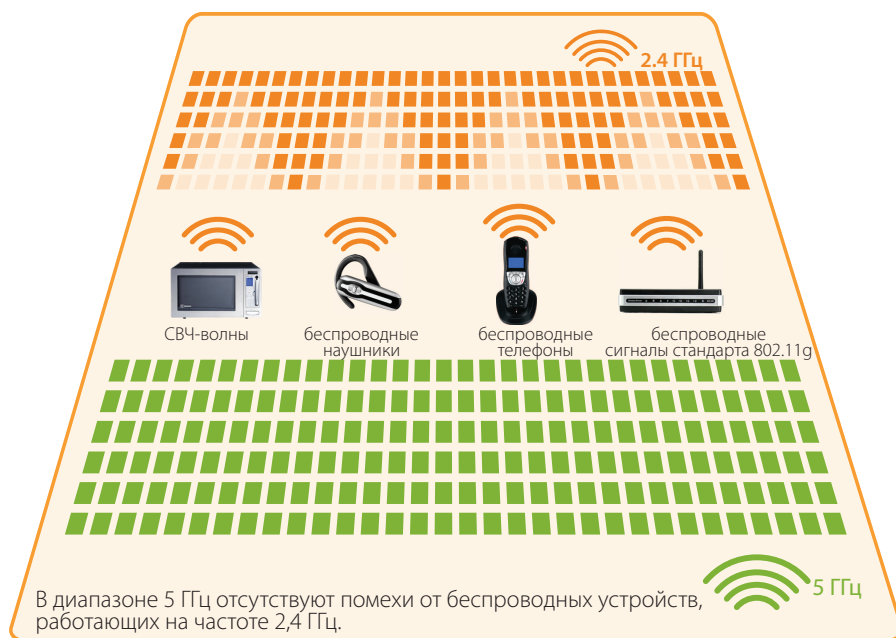 2.4 ГГц
СВЧ-волны
беспроводные
наушники
беспроводные
телефоны
беспроводные
сигналы стандарта 802.11g
5 ГГц
В диапазоне 5 ГГц отсутствуют помехи от беспроводных устройств,
работающих на частоте 2,4 ГГц.